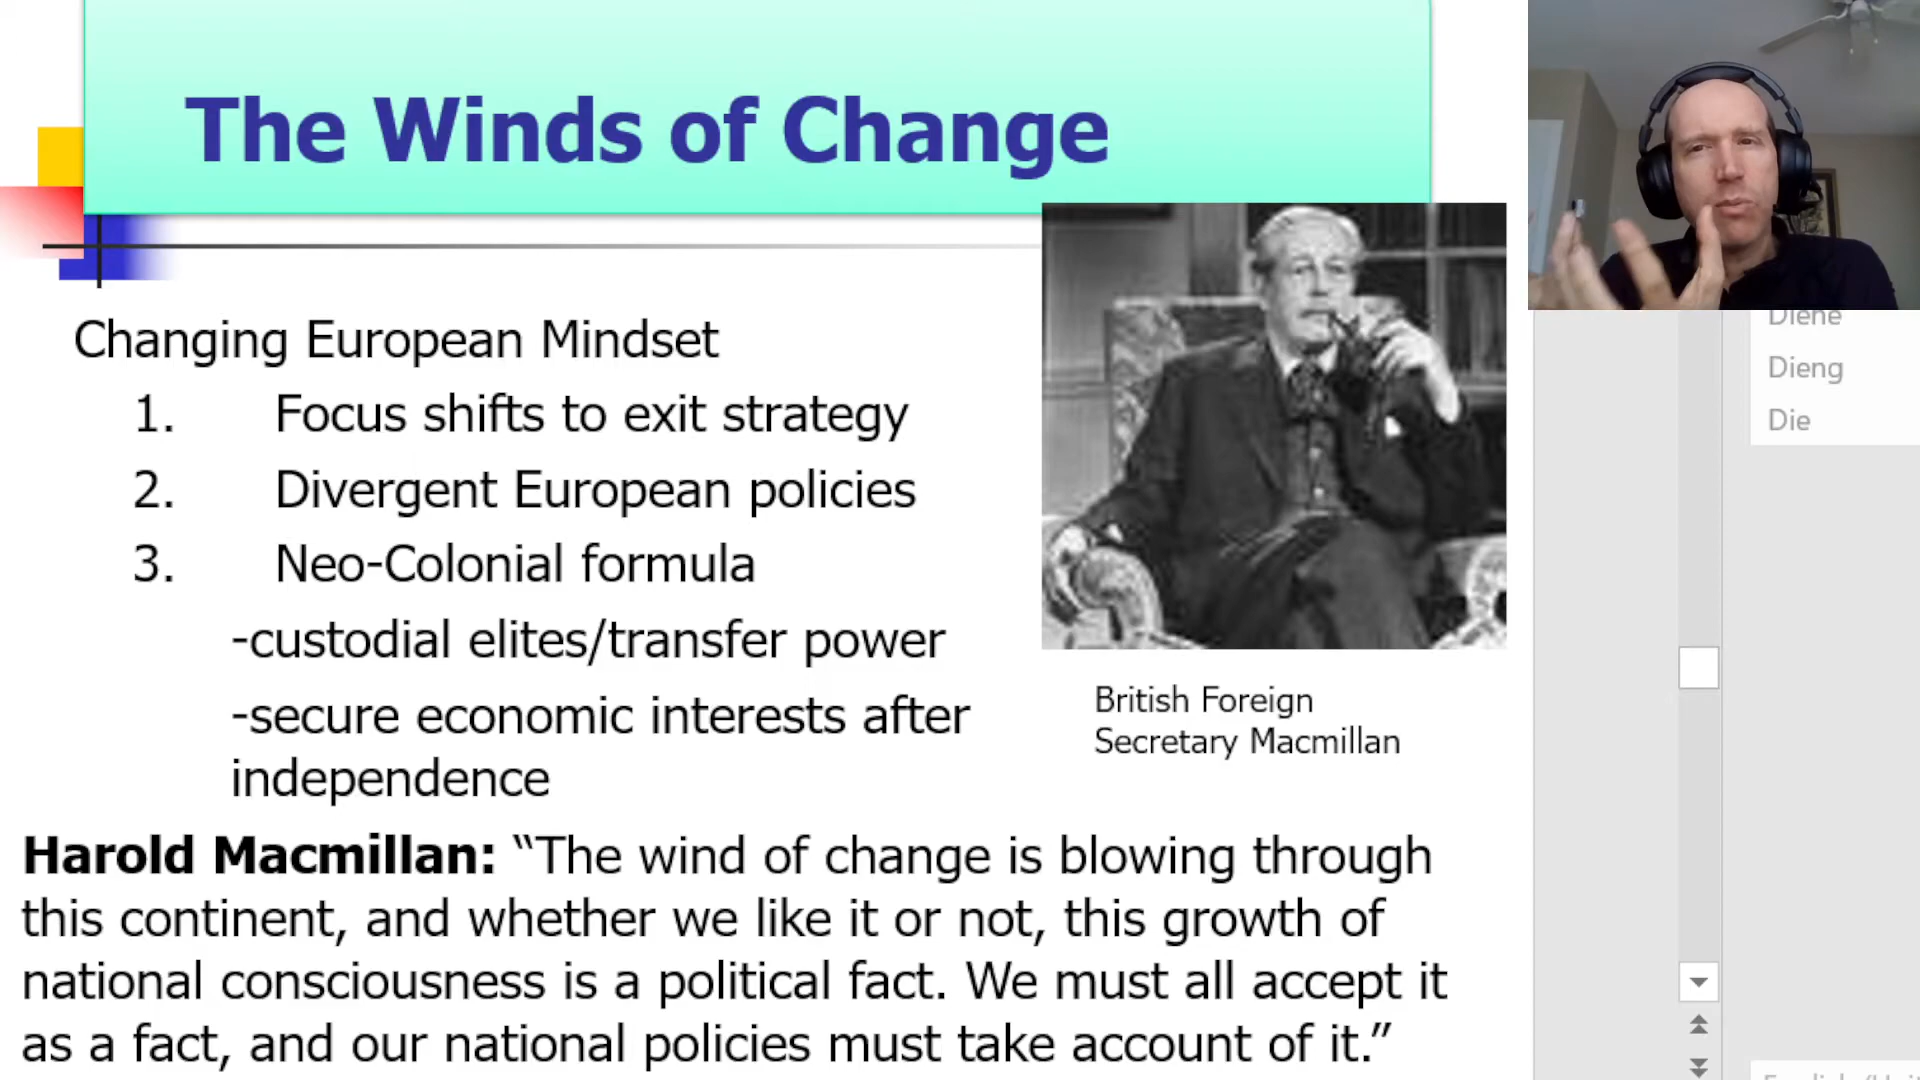 The Winds of Change
Changing European Mindset
1. Focus shifts to exit strategy
2. Divergent European policies
3. Neo-Colonial formula
-custodial elites/transfer power
-secure economic interests after
independence
British Foreign
Secretary Macmillan
Harold Macmillan: “The wind of change is blowing through
this continent, and whether we like it or not, this growth of
national consciousness is a political fact. We must all accept it
as a fact, and our national policies must take account of it.”
Diene
Dieng
Die